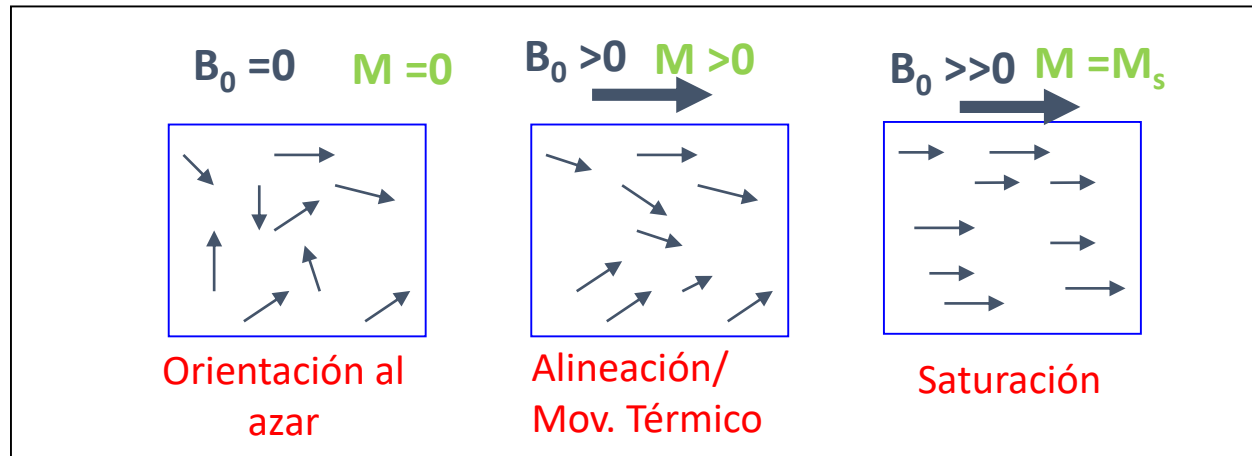 B₀ =0 M =0
B₀ >0 M >0
B₀ >>0 M =Mₛ
Orientación al
azar
Alineación/
Mov. Térmico
Saturación